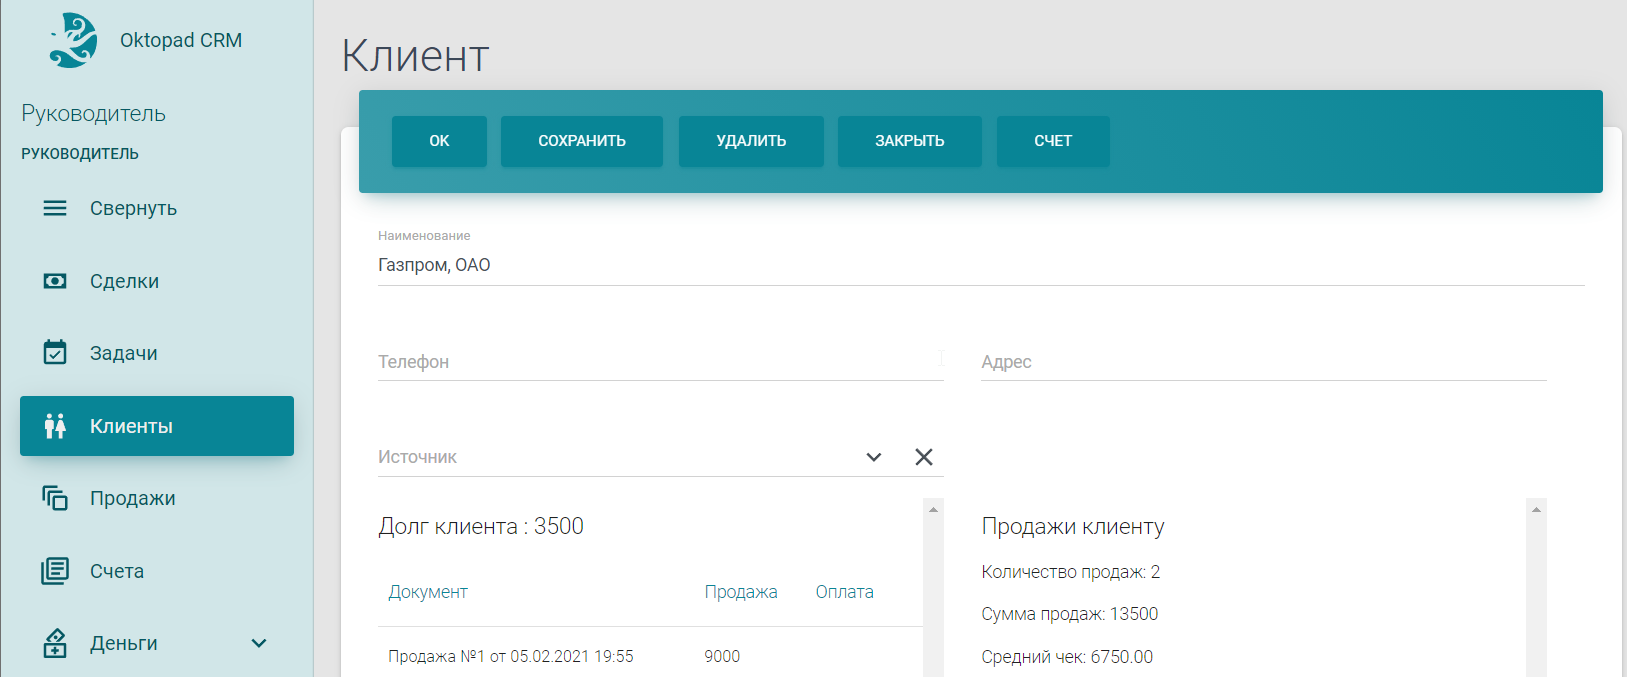 Oktopad CRM
Руководитель
РУКОВОДИТЕЛЬ
Свернуть
Сделки
Задачи
Клиенты
Продажи
Счета
Деньги
Клиент
ОК СОХРАНИТЬ УДАЛИТЬ ЗАКРЫТЬ СЧЕТ
Наименование
Газпром, ОАО
Телефон Адрес
Источник
Долг клиента : 3500
Документ Продажа Оплата
Продажа №1 от 05.02.2021 19:55 9000
Продажи клиенту
Количество продаж: 2
Сумма продаж: 13500
Средний чек: 6750.00